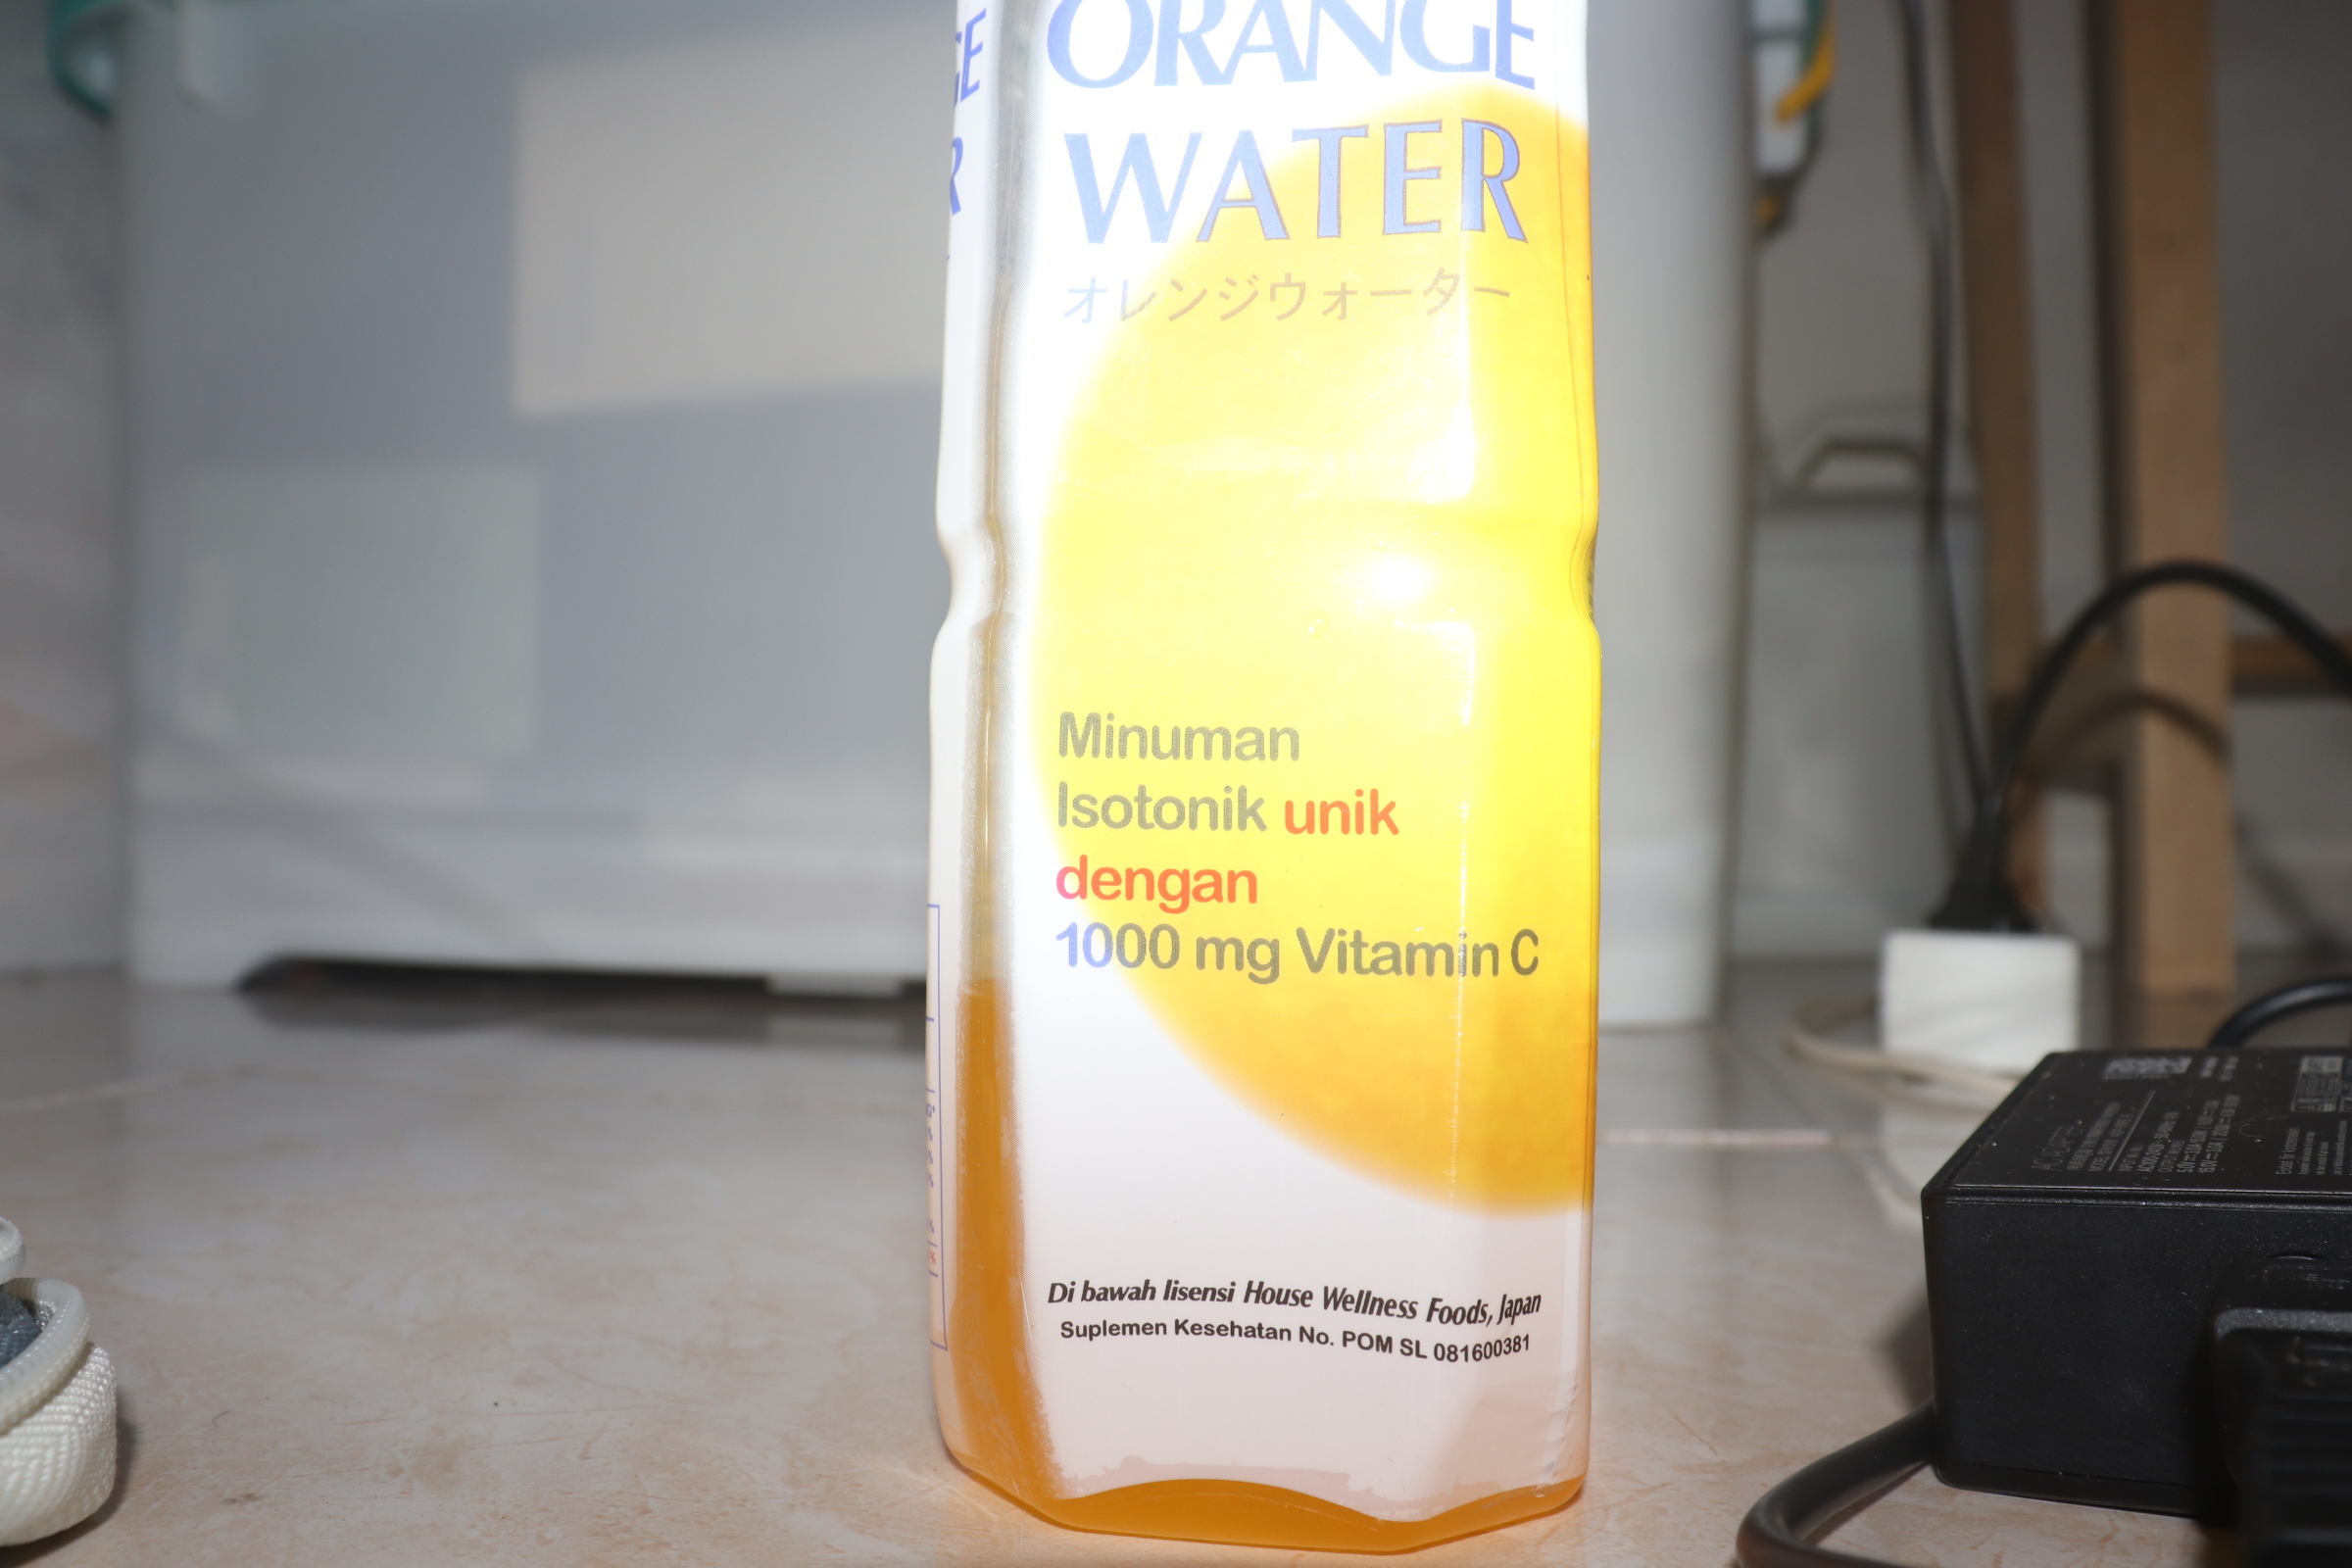 ORANGE
WATER
オレンジウォーター
Minuman
Isotonik unik
dengan
1000 mg Vitamin C
Di bawah lisensi House Wellness Foods, Japan
Suplemen Kesehatan No. POM SL 081600381
GE
R